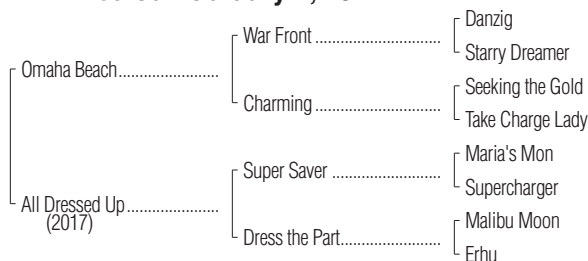 Danzig
War Front
Starry Dreamer
Omaha Beach
Seeking the Gold
Charming
Take Charge Lady
Maria's Mon
Super Saver
Supercharger
All Dressed Up
(2017)
Malibu Moon
Dress the Part
Erhu